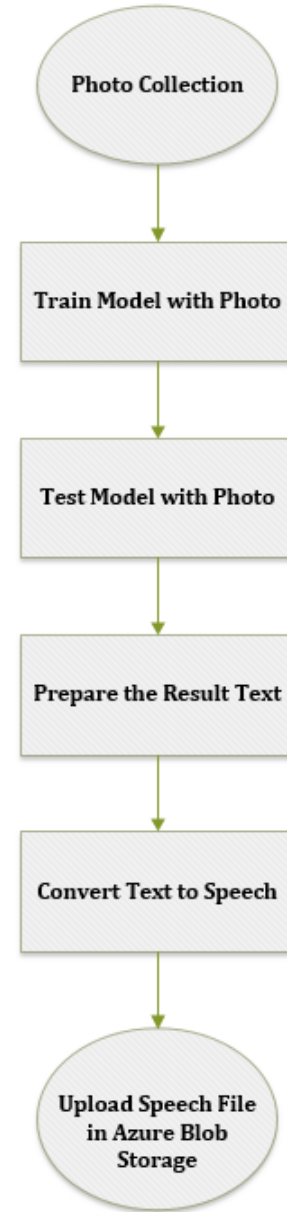 Photo Collection
Train Model with Photo
Test Model with Photo
Prepare the Result Text
Convert Text to Speech
Upload Speech File
in Azure Blob
Storage